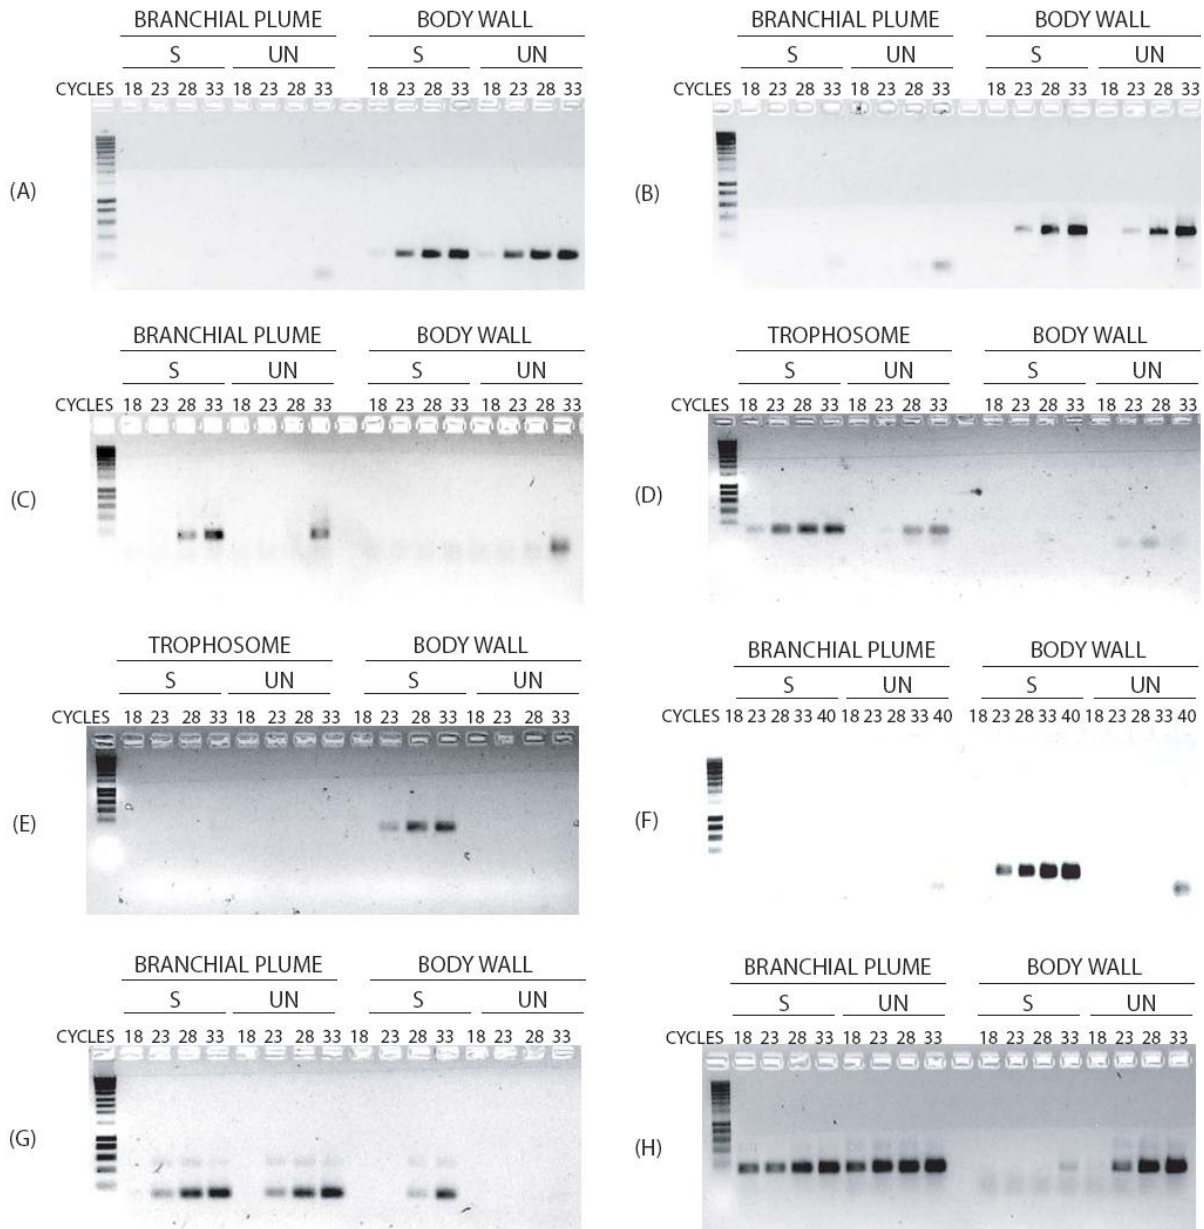 BRANCHIAL PLUME BODY WALL BRANCHIAL PLUME BODY WALL
S UN S UN S UN S UN
CYCLES 18 23 28 33 18 23 28 33 18 23 28 33 18 23 28 33 CYCLES 18 23 28 33 18 23 28 33 18 23 28 33 18 23 28 33
(A) (B)
BRANCHIAL PLUME BODY WALL TROPHOSOME BODY WALL
S UN S UN S UN S UN
CYCLES 18 23 28 33 18 23 28 33 18 23 28 33 18 23 28 33 CYCLES 18 23 28 33 18 23 28 33 18 23 28 33 18 23 28 33
(C) (D)
TROPHOSOME BODY WALL BRANCHIAL PLUME BODY WALL
S UN S UN S UN S UN
CYCLES 18 23 28 33 18 23 28 33 18 23 28 33 18 23 28 33 CYCLES 18 23 28 33 40 18 23 28 33 40 18 23 28 33 40 18 23 28 33 40
(E) (F)
BRANCHIAL PLUME BODY WALL BRANCHIAL PLUME BODY WALL
S UN S UN S UN S UN
CYCLES 18 23 28 33 18 23 28 33 18 23 28 33 18 23 28 33 CYCLES 18 23 28 33 18 23 28 33 18 23 28 33 18 23 28 33
(G) (H)